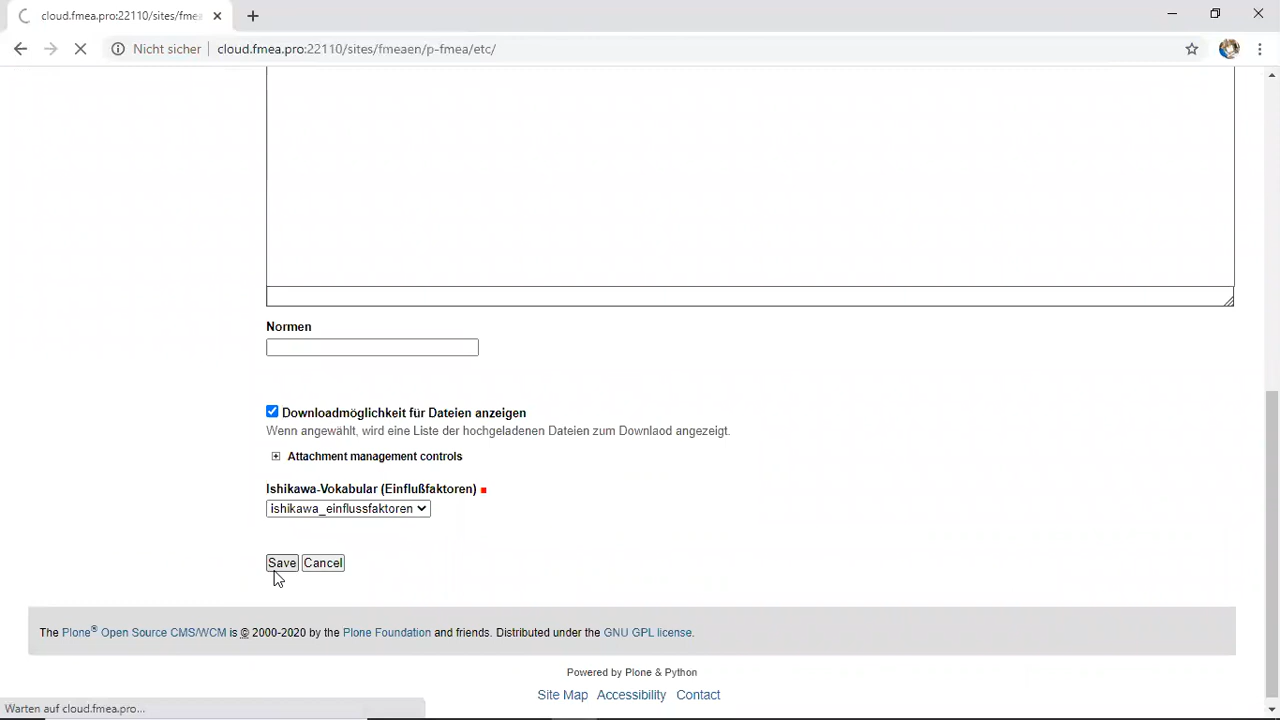 cloud.fmea.pro:22110/sites/fmea
Nicht sicher
cloud.fmea.pro:22110/sites/fmeaen/p-fmea/etc/
Normen
Downloadmöglichkeit für Dateien anzeigen
Wenn angewählt, wird eine Liste der hochgeladenen Dateien zum Downlaod angezeigt.
Attachment management controls
Ishikawa-Vokabular (Einflußfaktoren)
ishikawa_einflussfaktoren
Save Cancel
The Plone® Open Source CMS/WCM is © 2000-2020 by the Plone Foundation and friends. Distributed under the GNU GPL license.
Powered by Plone & Python
Site Map Accessibility Contact
Warten auf cloud.fmea.pro...